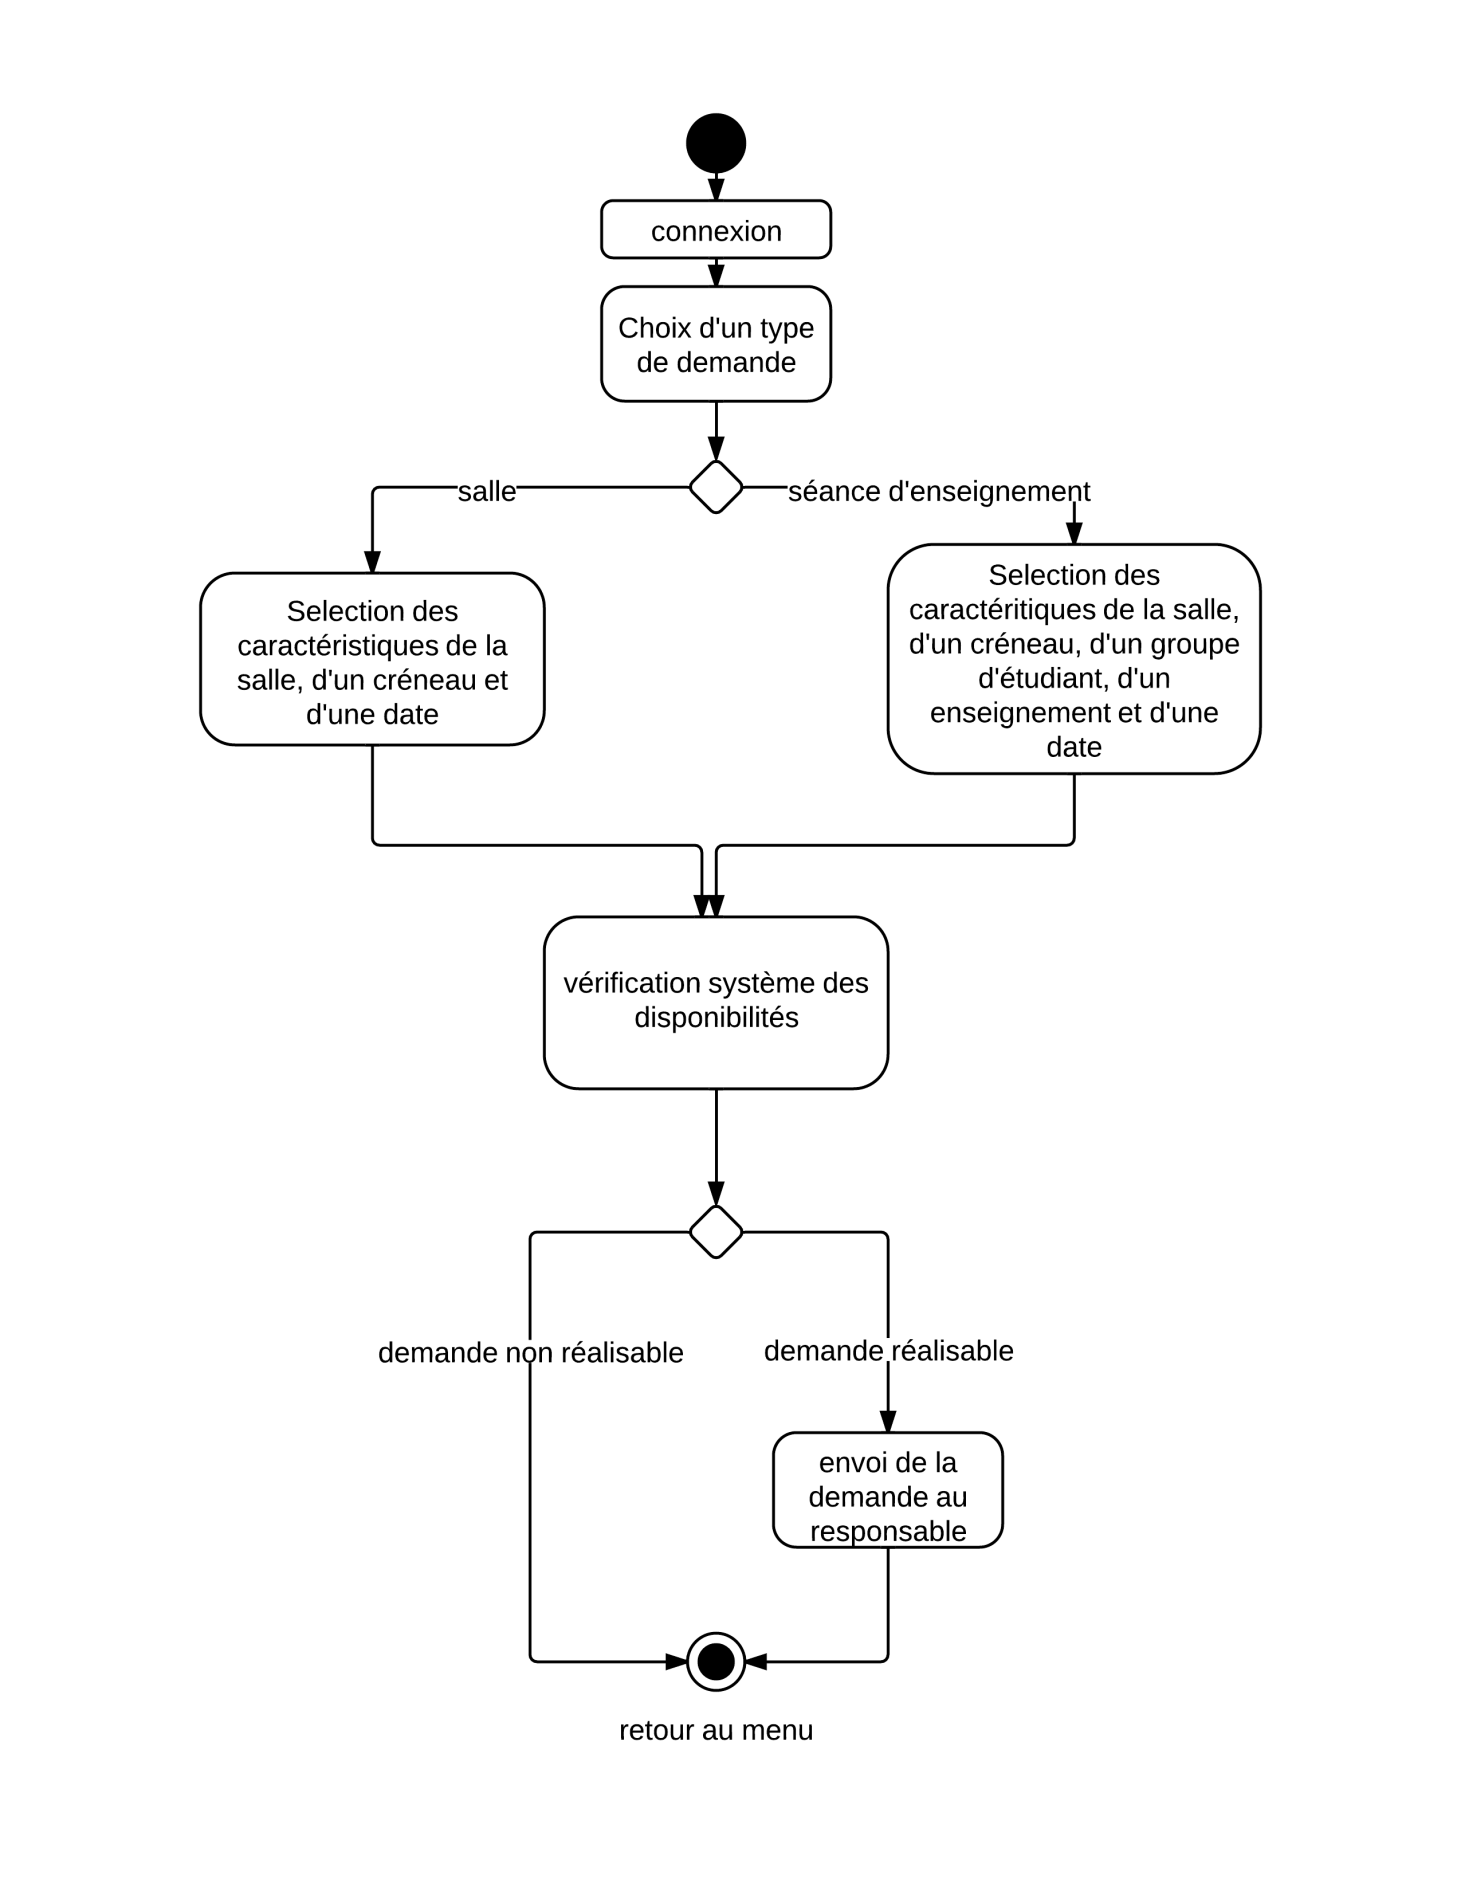 connexion
Choix d'un type
de demande
salle
séance d'enseignement
Selection des
caractéristiques de la
salle, d'un créneau et
d'une date
Selection des
caractéritiques de la salle,
d'un créneau, d'un groupe
d'étudiant, d'un
enseignement et d'une
date
vérification système des
disponibilités
demande non réalisable
demande réalisable
envoi de la
demande au
responsable
retour au menu